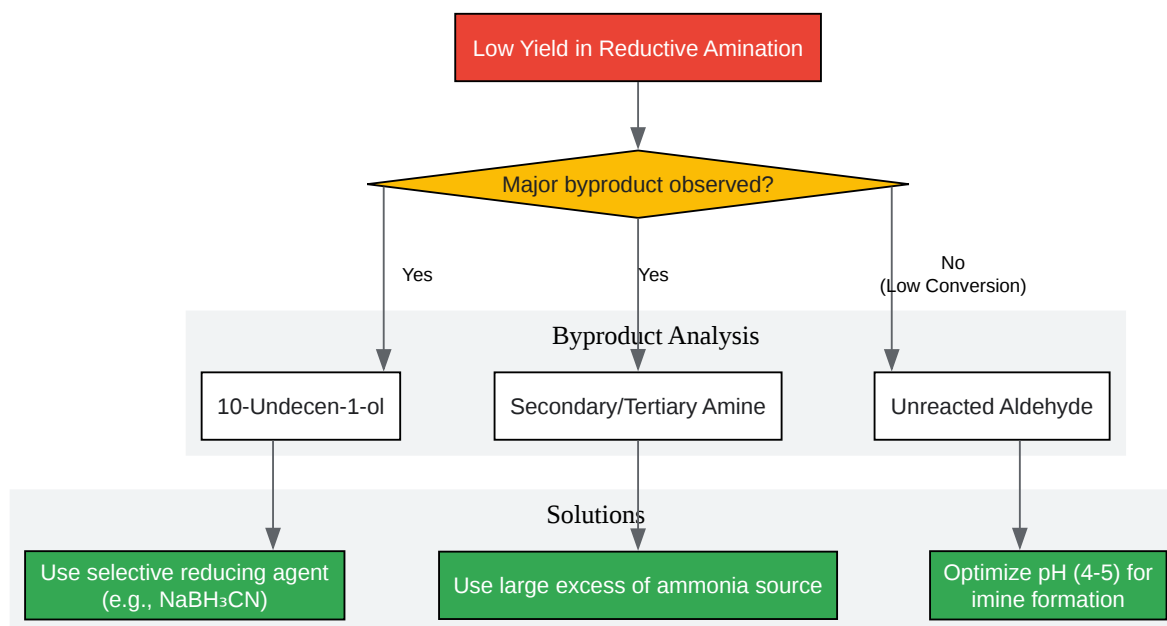 Low Yield in Reductive Amination
Major byproduct observed?
Yes
Yes
No
(Low Conversion)
Byproduct Analysis
10-Undecen-1-ol
Secondary/Tertiary Amine
Unreacted Aldehyde
Solutions
Use selective reducing agent
(e.g., NaBH₃CN)
Use large excess of ammonia source
Optimize pH (4-5) for
imine formation